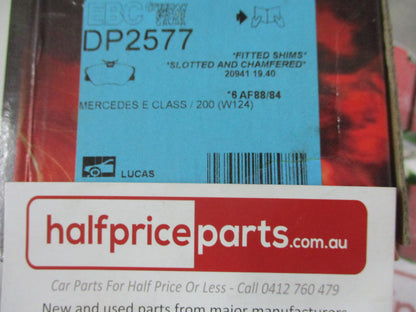 EBC
DP2577
*FITTED SHIMS*
*SLOTTED AND CHAMFERED*
20941 19.40
*6 AF88/84
MERCEDES E CLASS / 200 (W124)
LUCAS
halfpriceparts.com.au
Car Parts For Half Price Or Less - Call 0412 760 479
New and used parts from major manufacturers